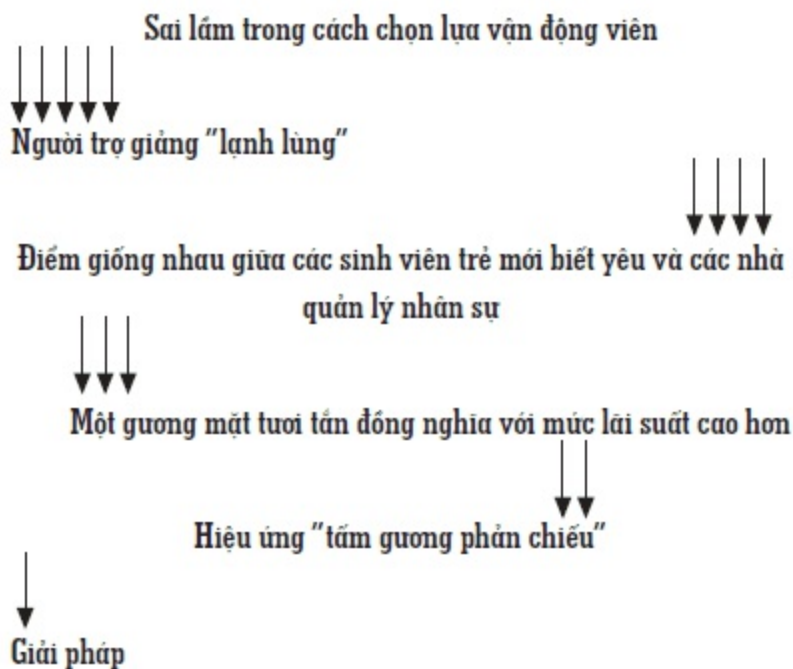 Sai lầm trong cách chọn lựa vận động viên
Người trợ giảng "lạnh lùng"
Điểm giống nhau giữa các sinh viên trẻ mới biết yêu và các nhà
quản lý nhân sự
Một gương mặt tươi tắn đồng nghĩa với mức lãi suất cao hơn
Hiệu ứng "tấm gương phản chiếu"
Giải pháp